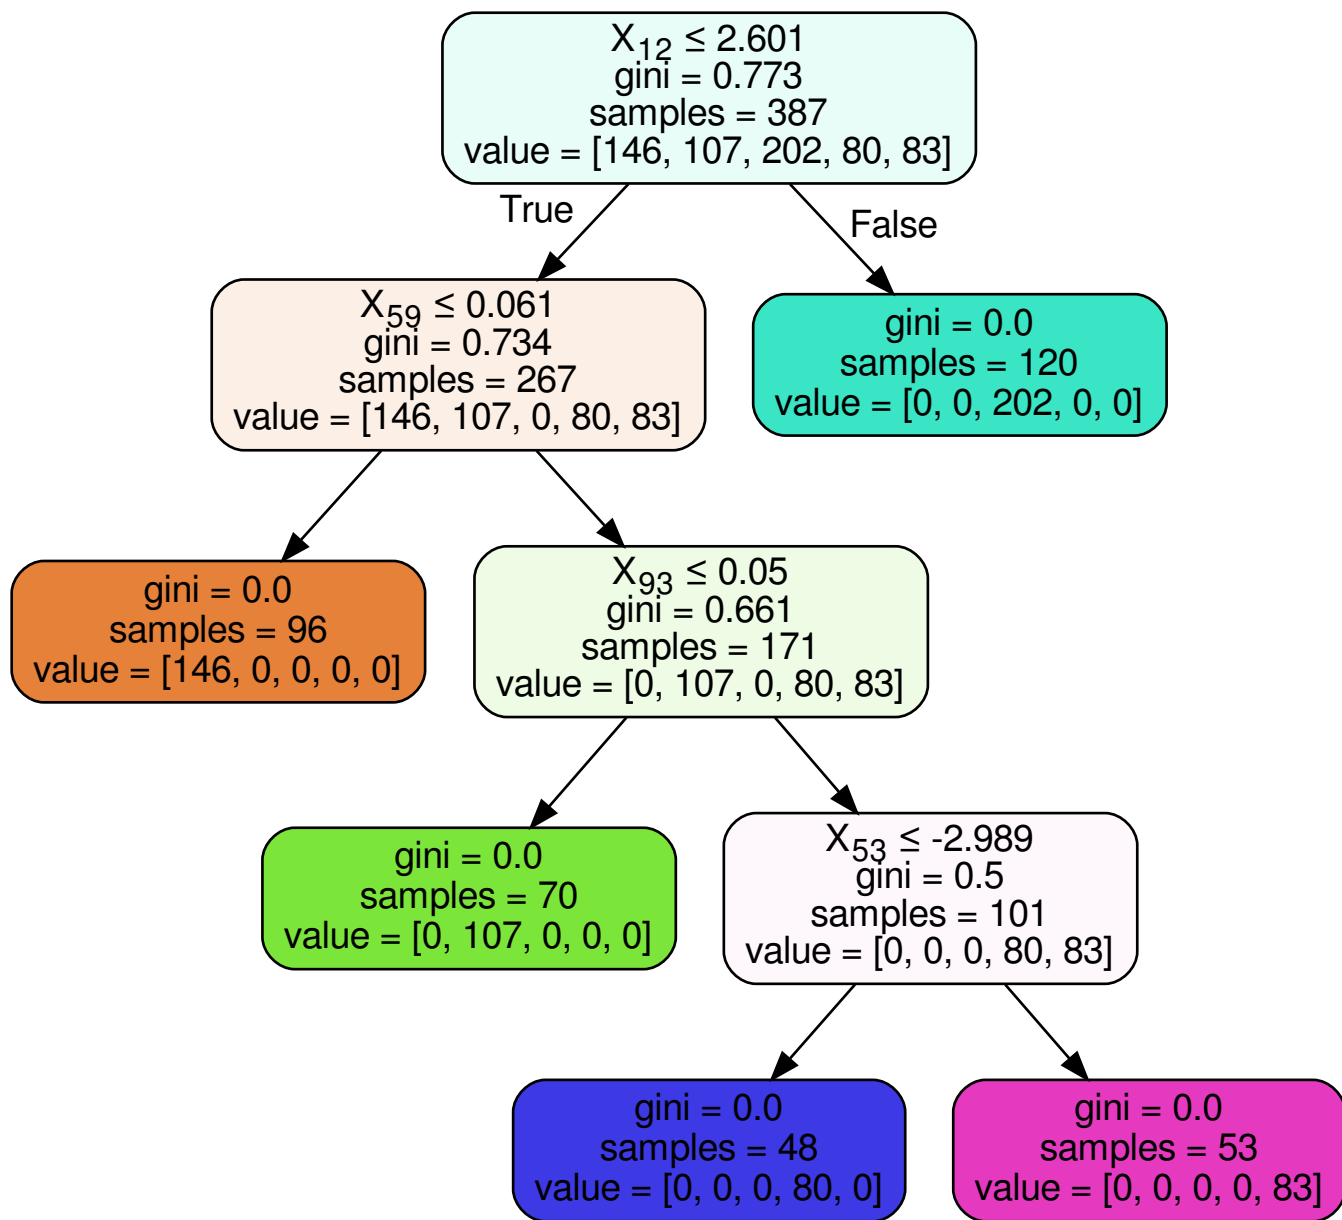 X12 ≤ 2.601
gini = 0.773
samples = 387
value = [146, 107, 202, 80, 83]
True
False
X59 ≤ 0.061
gini = 0.734
samples = 267
value = [146, 107, 0, 80, 83]
gini = 0.0
samples = 120
value = [0, 0, 202, 0, 0]
gini = 0.0
samples = 96
value = [146, 0, 0, 0, 0]
X93 ≤ 0.05
gini = 0.661
samples = 171
value = [0, 107, 0, 80, 83]
gini = 0.0
samples = 70
value = [0, 107, 0, 0, 0]
X53 ≤ -2.989
gini = 0.5
samples = 101
value = [0, 0, 0, 80, 83]
gini = 0.0
samples = 48
value = [0, 0, 0, 80, 0]
gini = 0.0
samples = 53
value = [0, 0, 0, 0, 83]